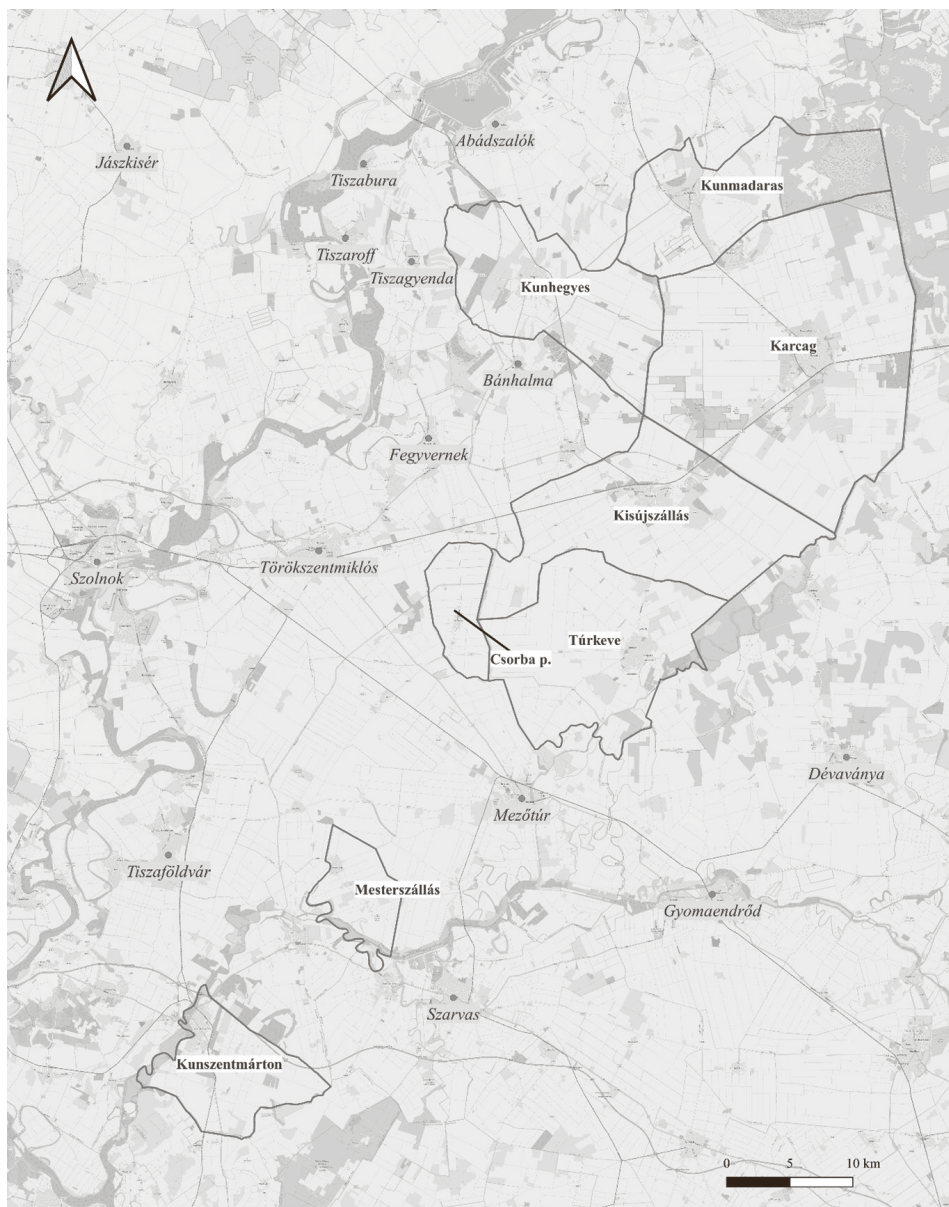 Abádszalók
Jászkisér
Tiszabura
Kunmadaras
Tiszaroff
Tiszagyenda
Kunhegyes
Karcag
Bánhalma
Fegyvernek
Kisújszállás
Törökszentmiklós
Szolnok
Túrkeve
Csorba p.
Dévaványa
Mezőtúr
Tiszaföldvár
Mesterszállás
Gyomaendrőd
Szarvas
Kunszentmárton
0 5 10 km